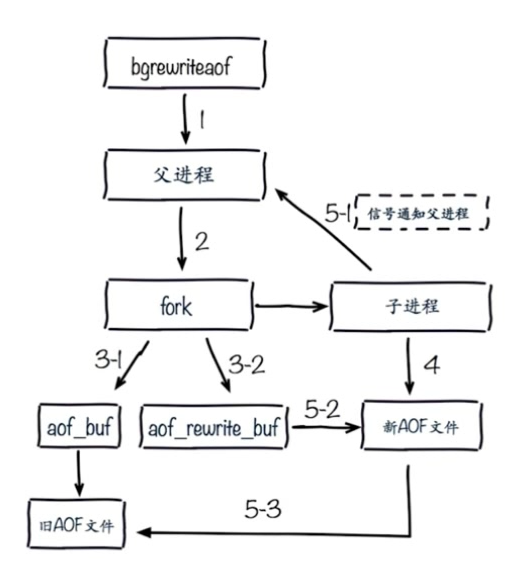 bgrewriteaof
1
父进程
5-1
信号通知父进程
2
fork
子进程
3-1
3-2
4
aof_buf
aof_rewrite_buf
5-2
新AOF文件
旧AOF文件
5-3